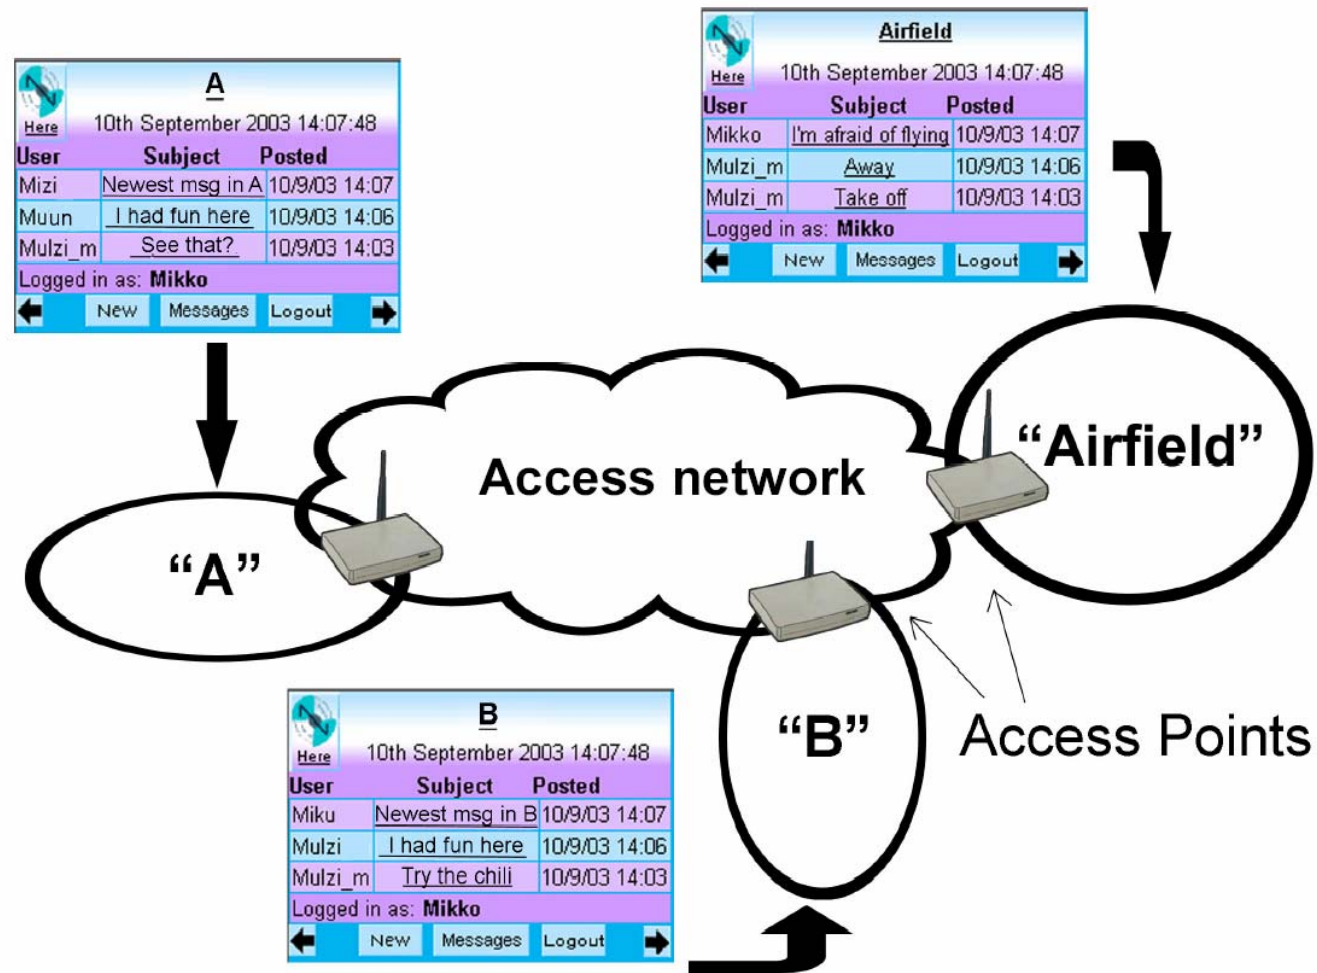 A
Here
10th September 2003 14:07:48
User Subject Posted
Mizi Newest msg in A 10/9/03 14:07
Muun I had fun here 10/9/03 14:06
Mulzi_m See that? 10/9/03 14:03
Logged in as: Mikko
New Messages Logout
Airfield
Here
10th September 2003 14:07:48
User Subject Posted
Mikko I'm afraid of flying 10/9/03 14:07
Mulzi_m Away 10/9/03 14:06
Mulzi_m Take off 10/9/03 14:03
Logged in as: Mikko
New Messages Logout
“A”
Access network
“Airfield”
“B”
Access Points
B
Here
10th September 2003 14:07:48
User Subject Posted
Miku Newest msg in B 10/9/03 14:07
Mulzi I had fun here 10/9/03 14:06
Mulzi_m Try the chili 10/9/03 14:03
Logged in as: Mikko
New Messages Logout